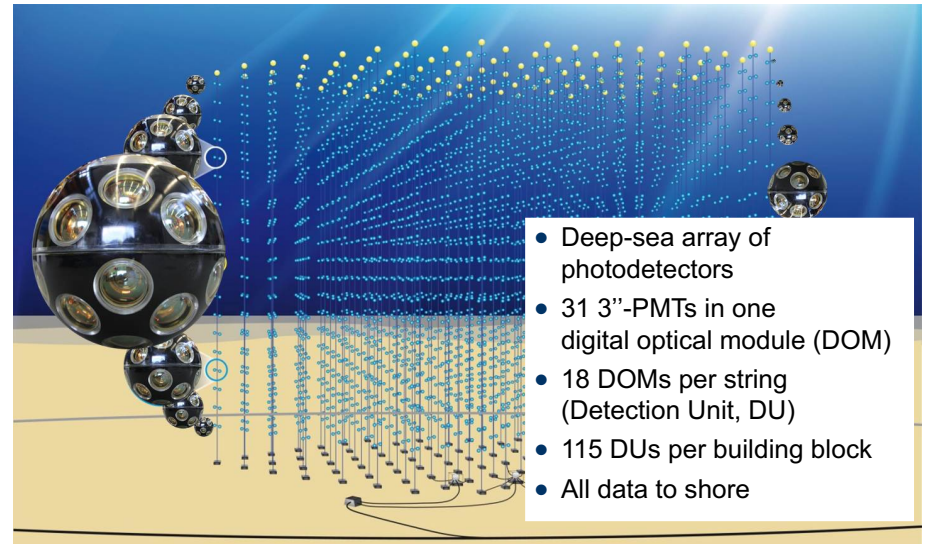 • Deep-sea array of
photodetectors
• 31 3’’-PMTs in one
digital optical module (DOM)
• 18 DOMs per string
(Detection Unit, DU)
• 115 DUs per building block
• All data to shore